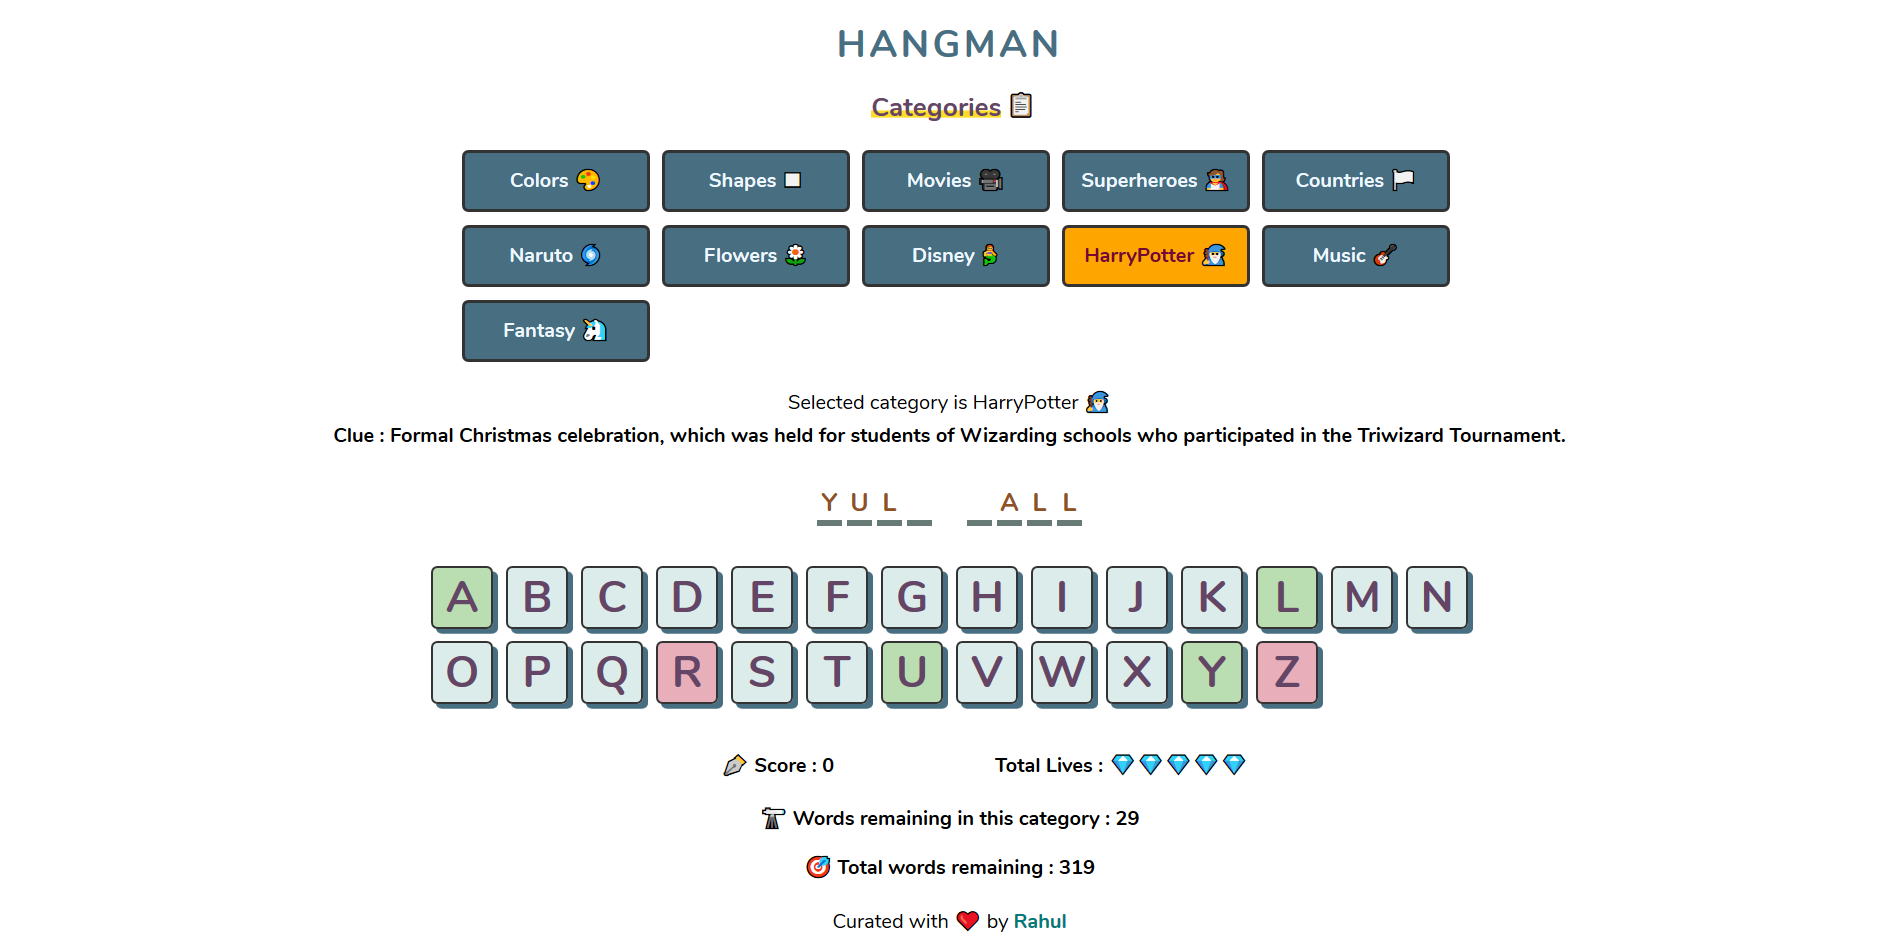 HANGMAN
Categories
Colors Shapes Movies Superheroes Countries
Naruto Flowers Disney HarryPotter Music
Fantasy
Selected category is HarryPotter
Clue : Formal Christmas celebration, which was held for students of Wizarding schools who participated in the Triwizard Tournament.
Y U L _ _ A L L
A B C D E F G H I J K L M N
O P Q R S T U V W X Y Z
Score : 0 Total Lives :
Words remaining in this category : 29
Total words remaining : 319
Curated with ❤️ by Rahul